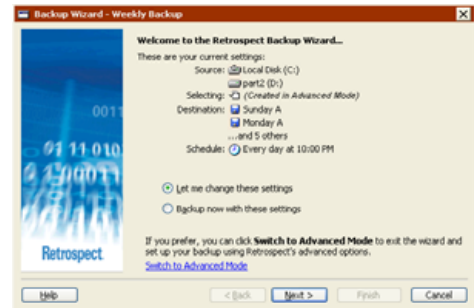 Backup Wizard - Weekly Backup
Welcome to the Retrospect Backup Wizard...
These are your current settings:
Source: Local Disk (C:)
part2 (D:)
Selecting: (Created in Advanced Mode)
Destination: Sunday A
Monday A
...and 5 others
Schedule: Every day at 10:00 PM
Let me change these settings
Backup now with these settings
If you prefer, you can click Switch to Advanced Mode to exit the wizard and
set up your backup using Retrospect's advanced options.
Switch to Advanced Mode
Retrospect
Help
< Back
Next >
Finish
Cancel